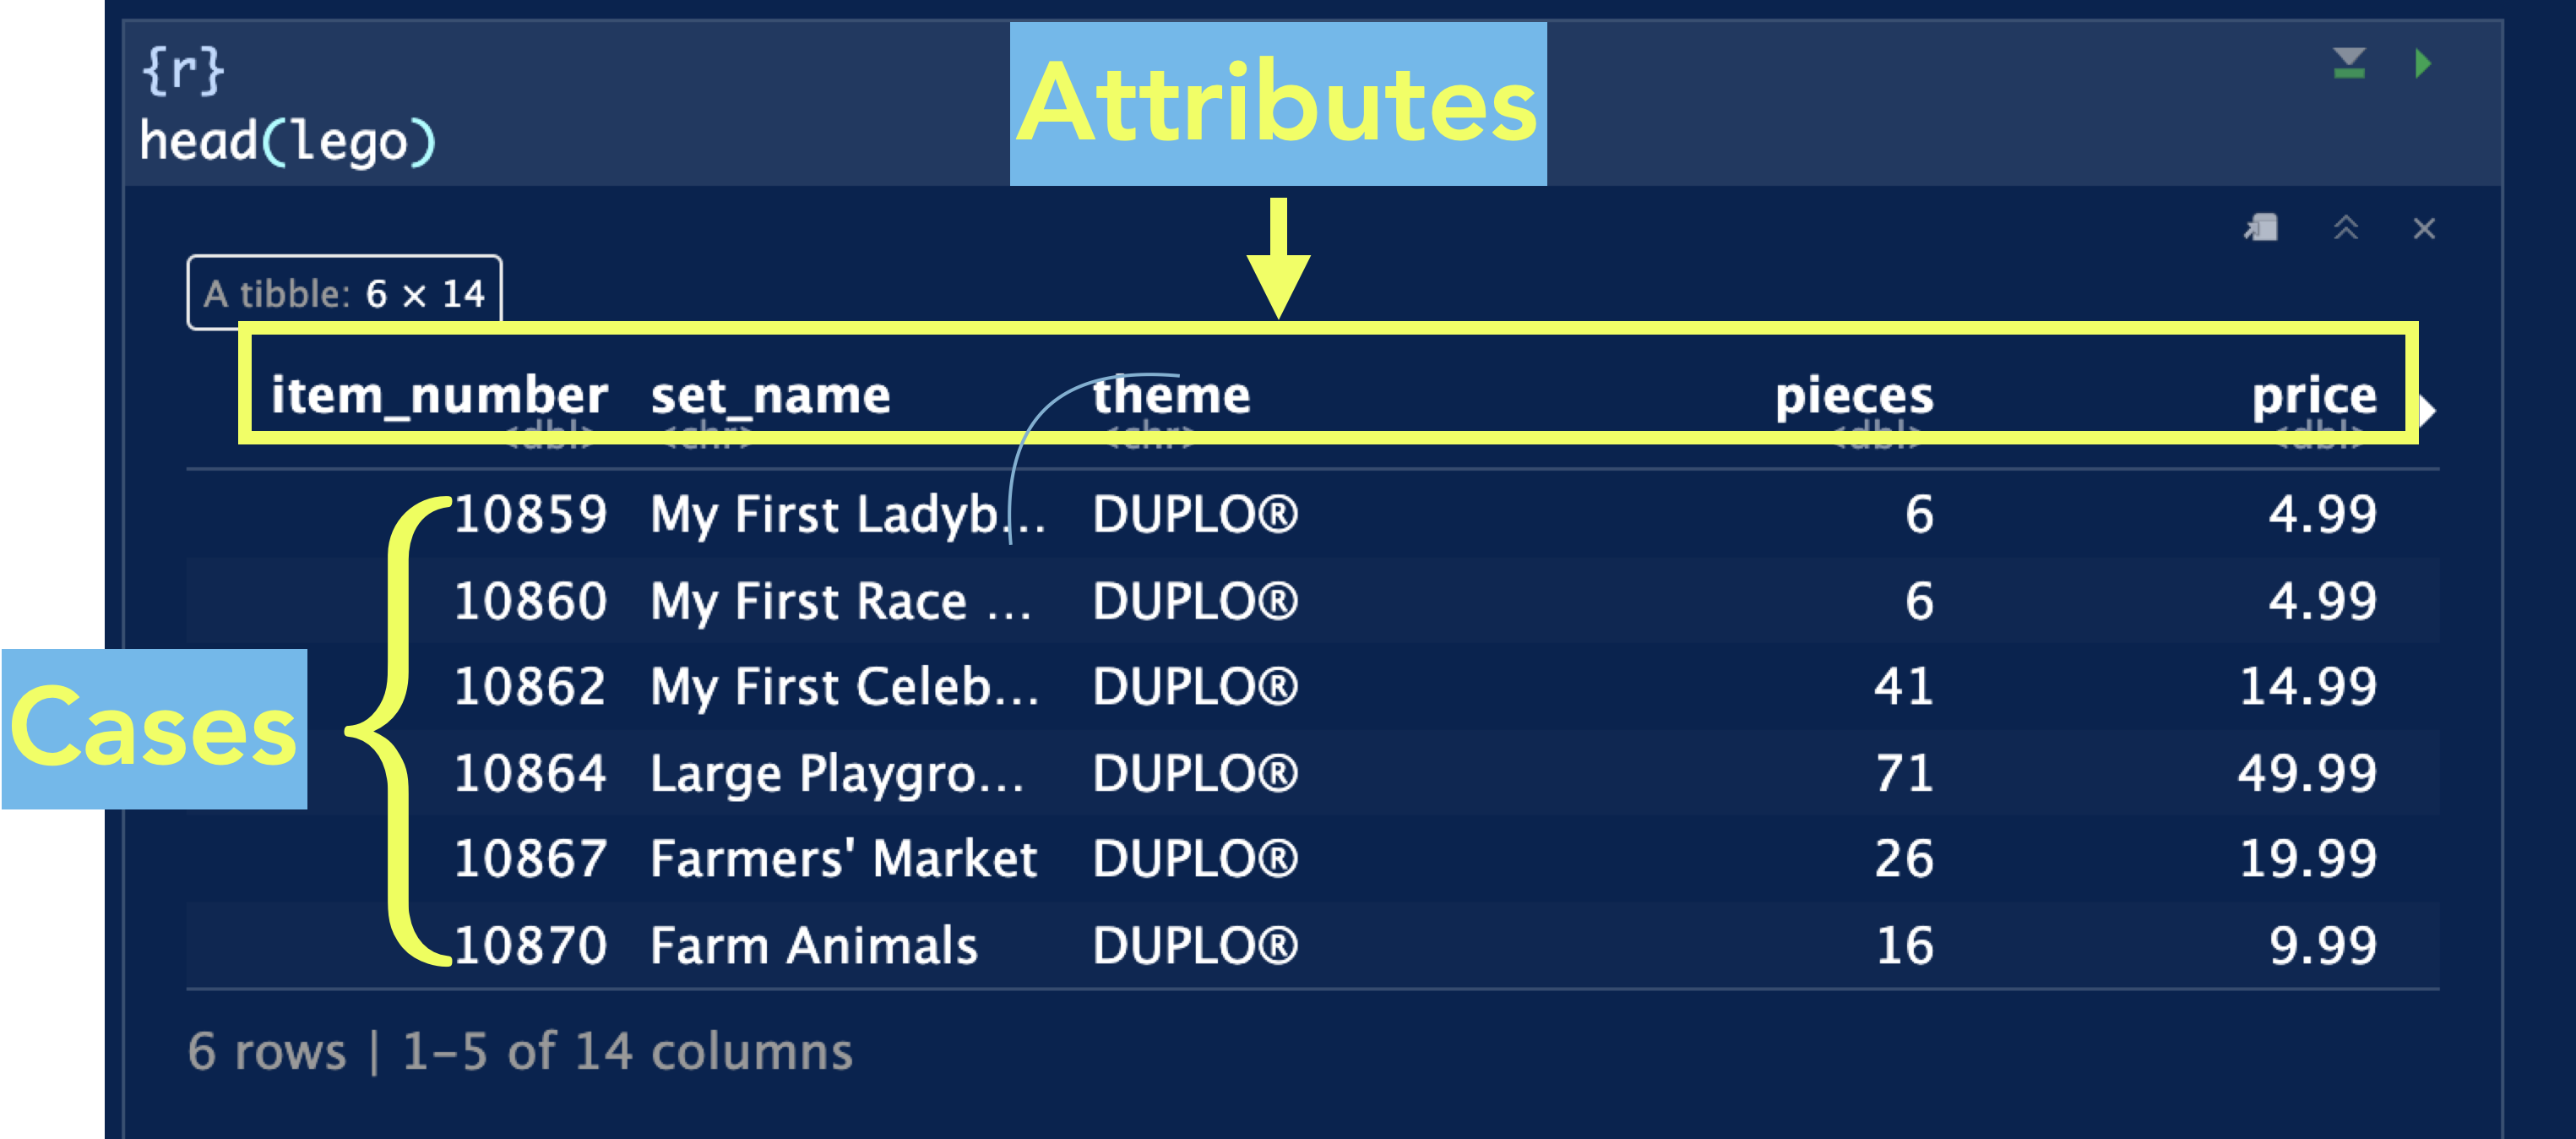 {r}
head(lego)
Attributes
A tibble: 6 × 14
item_number set_name theme pieces price
<dbl> <chr> <chr> <dbl> <dbl>
10859 My First Ladyb... DUPLO® 6 4.99
10860 My First Race ... DUPLO® 6 4.99
10862 My First Celeb... DUPLO® 41 14.99
Cases
10864 Large Playgro... DUPLO® 71 49.99
10867 Farmers' Market DUPLO® 26 19.99
10870 Farm Animals DUPLO® 16 9.99
6 rows | 1–5 of 14 columns